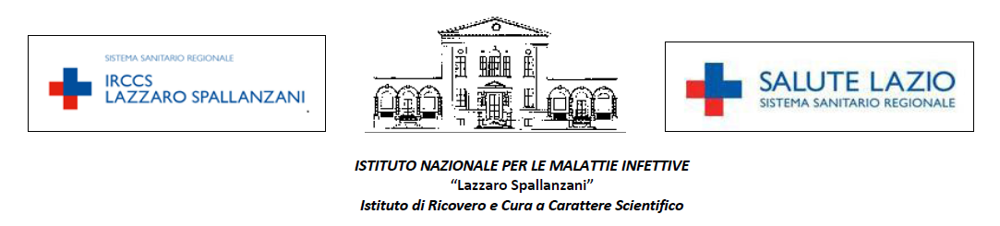 SISTEMA SANITARIO REGIONALE
IRCCS
LAZZARO SPALLANZANI
SALUTE LAZIO
SISTEMA SANITARIO REGIONALE
ISTITUTO NAZIONALE PER LE MALATTIE INFETTIVE
“Lazzaro Spallanzani”
Istituto di Ricovero e Cura a Carattere Scientifico